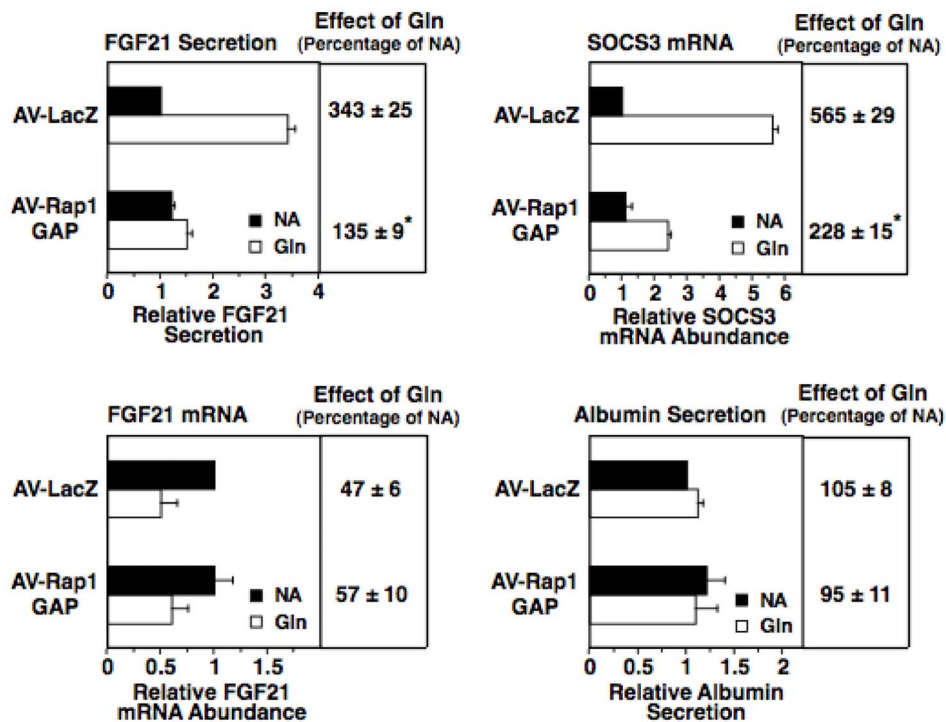 Effect of Gln
FGF21 Secretion (Percentage of NA)
AV-LacZ
343 ± 25
AV-Rap1
GAP
NA
Gln
135 ± 9*
0 1 2 3 4
Relative FGF21
Secretion
Effect of Gln
SOCS3 mRNA (Percentage of NA)
AV-LacZ
565 ± 29
AV-Rap1
GAP
NA
Gln
228 ± 15*
0 1 2 3 4 5 6
Relative SOCS3
mRNA Abundance
Effect of Gln
FGF21 mRNA (Percentage of NA)
AV-LacZ
47 ± 6
AV-Rap1
GAP
NA
Gln
57 ± 10
0 0.5 1 1.5
Relative FGF21
mRNA Abundance
Effect of Gln
Albumin Secretion (Percentage of NA)
AV-LacZ
105 ± 8
AV-Rap1
GAP
NA
Gln
95 ± 11
0 0.5 1 1.5 2
Relative Albumin
Secretion